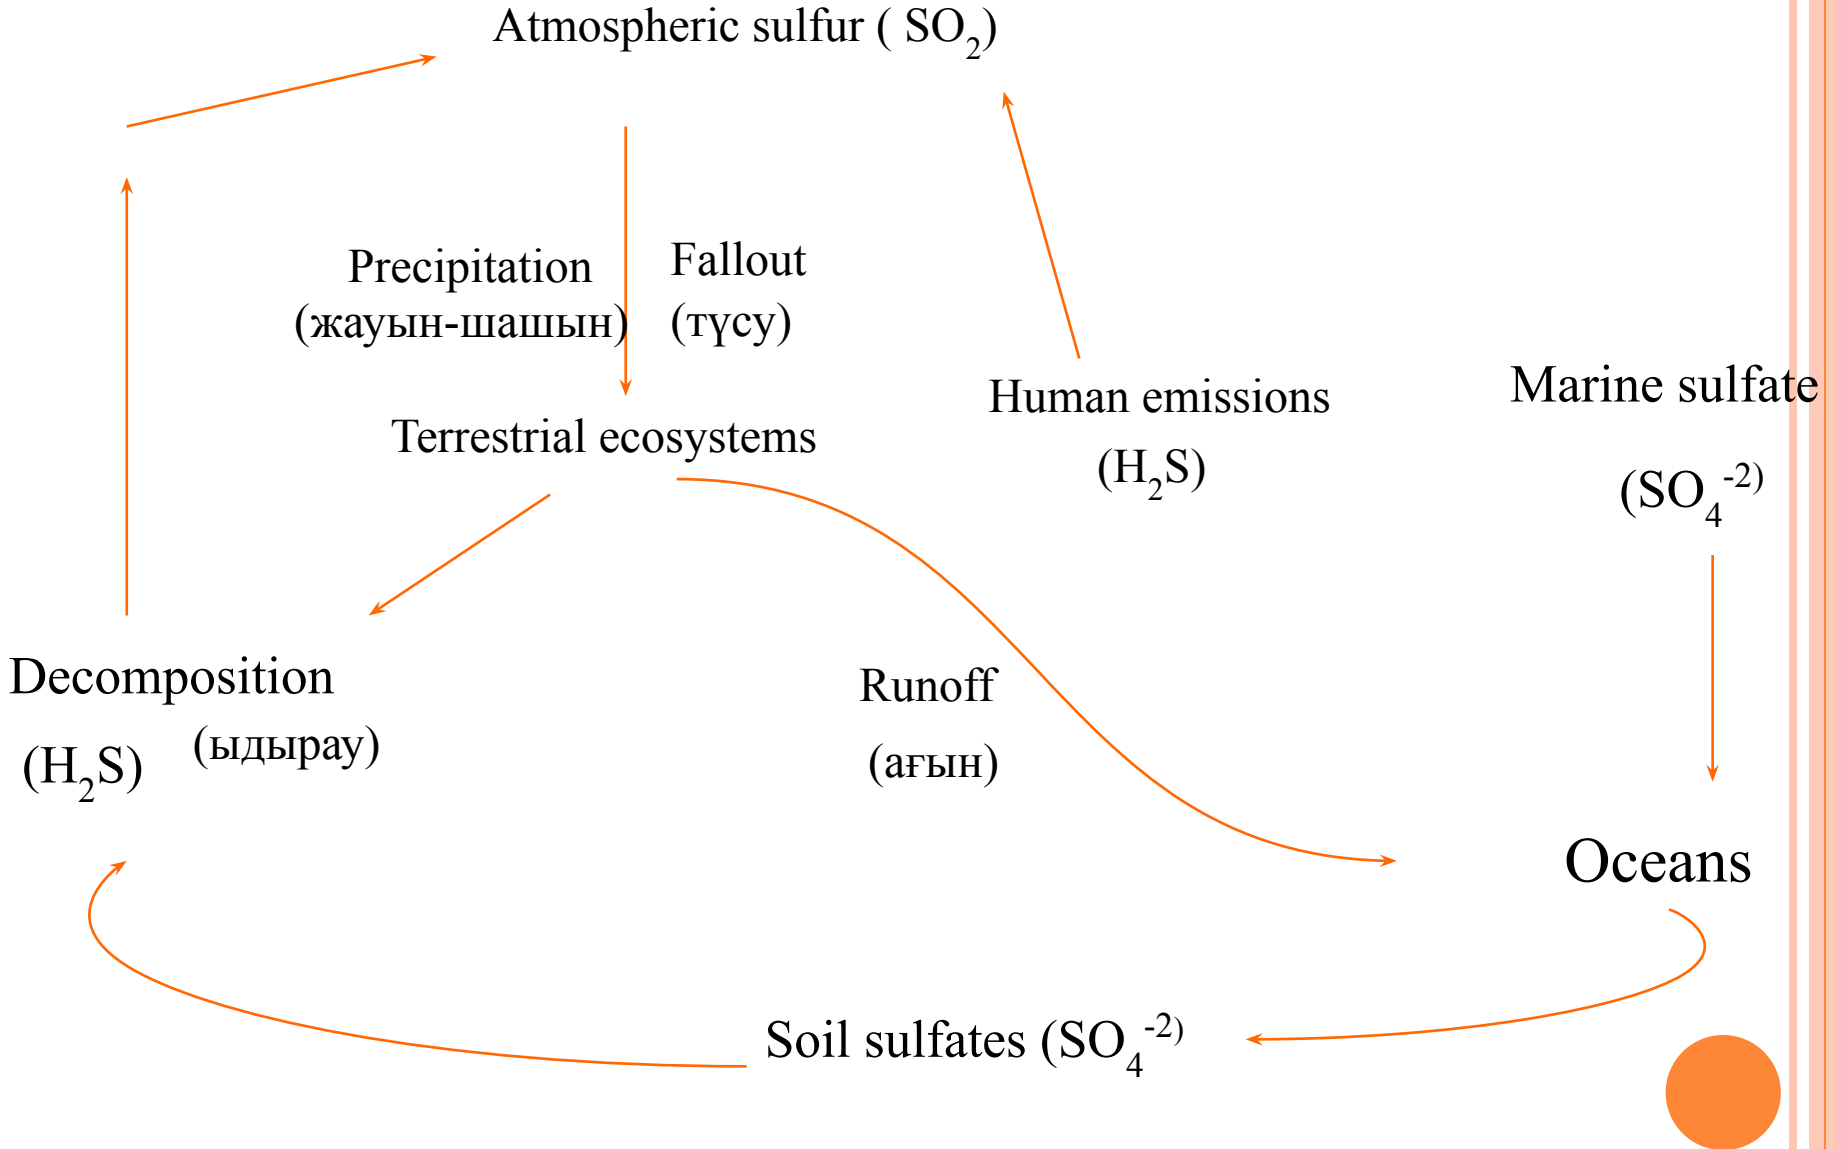 Atmospheric sulfur ( SO₂)
Precipitation
(жауын-шашын)
Fallout
(түсу)
Terrestrial ecosystems
Human emissions
(H₂S)
Marine sulfate
(SO₄⁻²⁾
Decomposition
(H₂S)
(ыдырау)
Runoff
(ағын)
Oceans
Soil sulfates (SO₄⁻²⁾